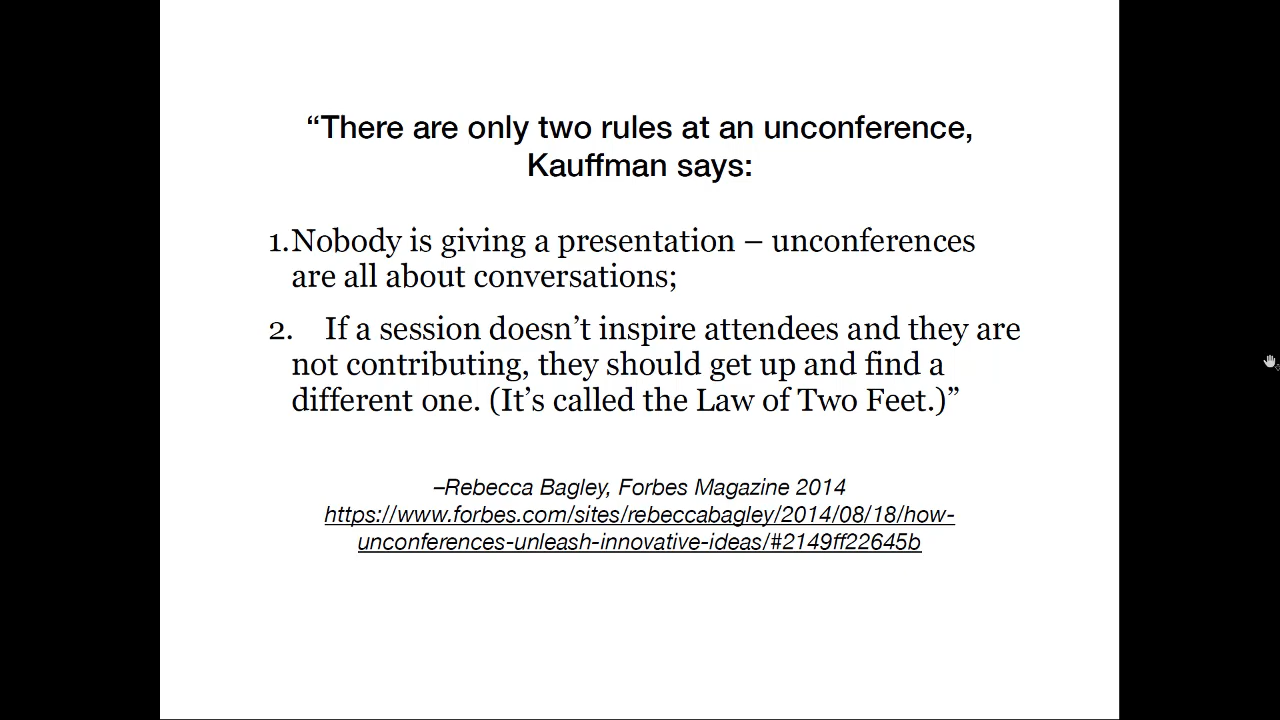 “There are only two rules at an unconference,
Kauffman says:
1.Nobody is giving a presentation – unconferences
are all about conversations;
2. If a session doesn’t inspire attendees and they are
not contributing, they should get up and find a
different one. (It’s called the Law of Two Feet.)”
–Rebecca Bagley, Forbes Magazine 2014
https://www.forbes.com/sites/rebeccabagley/2014/08/18/how-
unconferences-unleash-innovative-ideas/#2149ff22645b